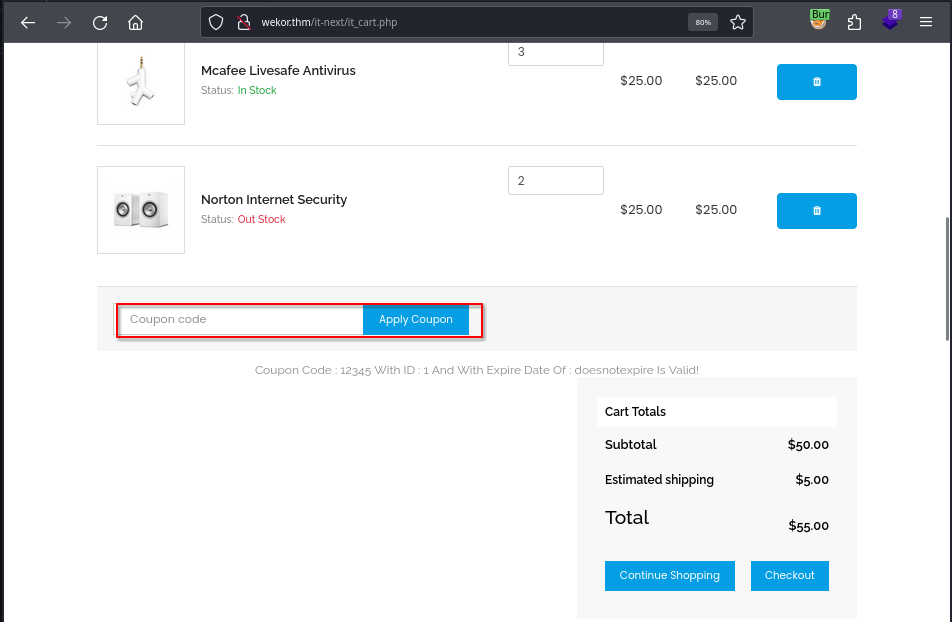 wekor.thm/it-next/it_cart.php
80%
Bur
8
3
Mcafee Livesafe Antivirus
$25.00 $25.00
Status: In Stock
2
Norton Internet Security
$25.00 $25.00
Status: Out Stock
Coupon code Apply Coupon
Coupon Code : 12345 With ID : 1 And With Expire Date Of : doesnotexpire Is Valid!
Cart Totals
Subtotal $50.00
Estimated shipping $5.00
Total $55.00
Continue Shopping Checkout